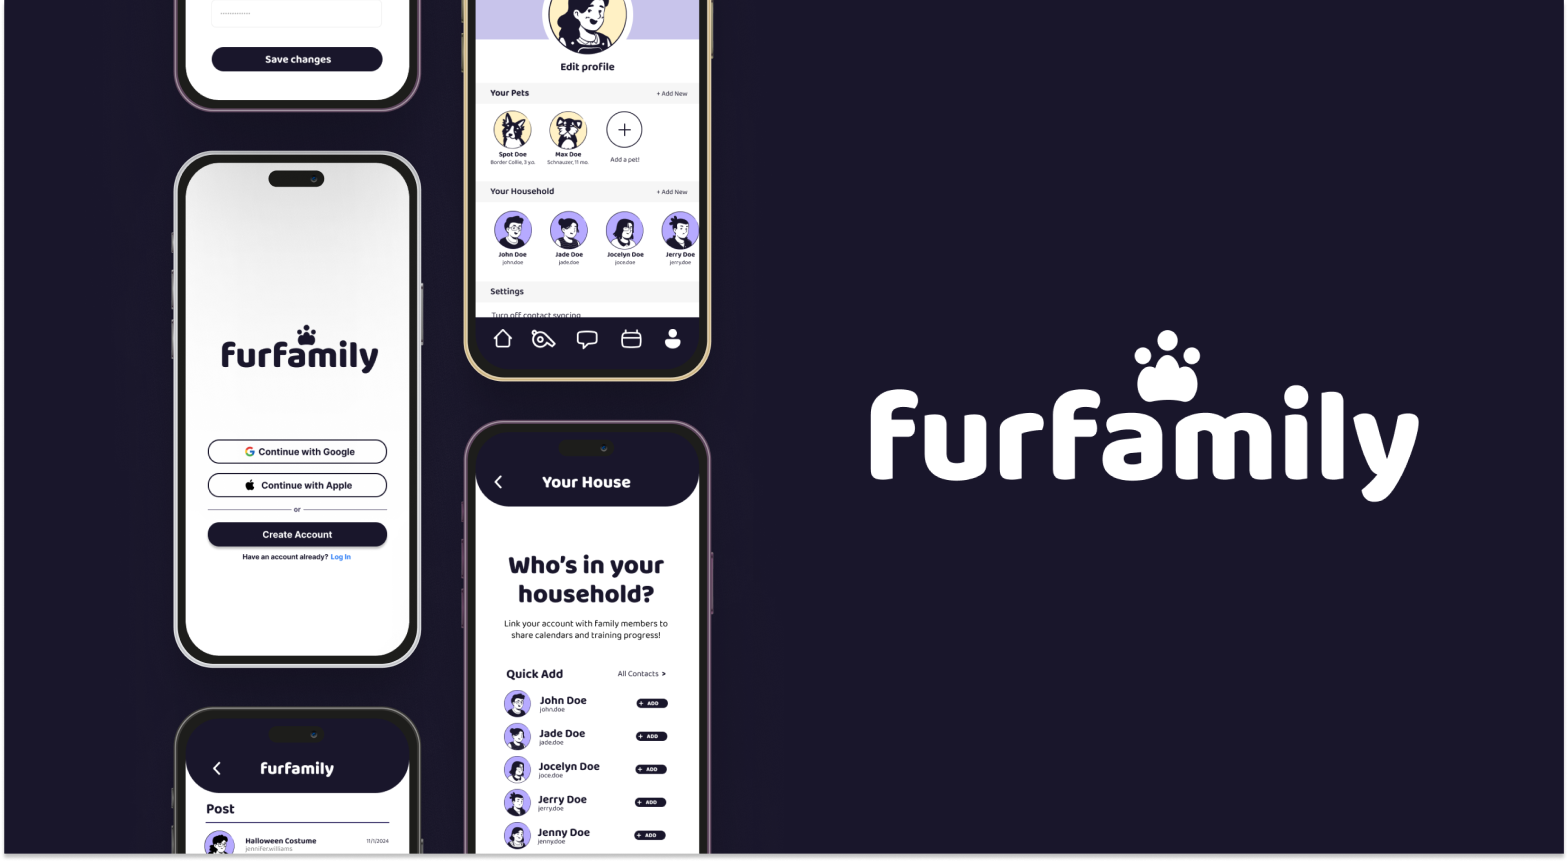 Save changes
furfamily
Continue with Google
Continue with Apple
or
Create Account
Have an account already? Log In
furfamily
Post
Halloween Costume
11/1/2024
jenniferwilliams
Edit profile
Your Pets
+ Add New
Spot Doe
Border Collie, 3 y.o.
Max Doe
Schnauzer, 11 mo.
Add a pet!
Your Household
+ Add New
John Doe
john.doe
Jade Doe
jade.doe
Jocelyn Doe
joce.doe
Jerry Doe
jerry.doe
Settings
Turn off contact syncing
Your House
Who's in your
household?
Link your account with family members to
share calendars and training progress!
Quick Add
All Contacts >
John Doe
john.doe
+ ADD
Jade Doe
jade.doe
+ ADD
Jocelyn Doe
joce.doe
+ ADD
Jerry Doe
jerry.doe
+ ADD
Jenny Doe
jenny.doe
+ ADD
furfamily